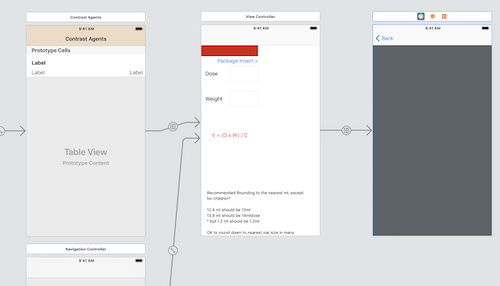 Contrast Agents
9:41 AM
Contrast Agents
Prototype Cells
Label
Label
Label
Table View
Prototype Content
Navigation Controller
9:41 AM
View Controller
9:41 AM
Package Insert >
Dose
Weight
V = (D x W) / C
Recommended Rounding to the nearest ml, except
for children*
12.4 ml should be 12ml
13.9 ml should be 14ml/dose
* but 1.2 ml should be 1.2ml
OK to round down to nearest vial size in many
9:41 AM
Back